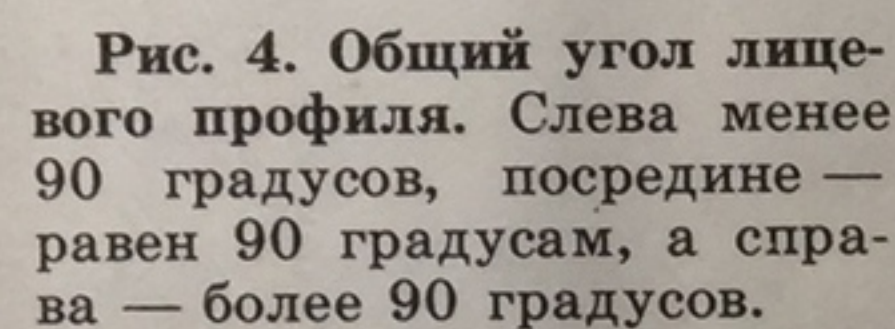 Рис. 4. Общий угол лице-
вого профиля. Слева менее
90 градусов, посредине —
равен 90 градусам, а спра-
ва — более 90 градусов.